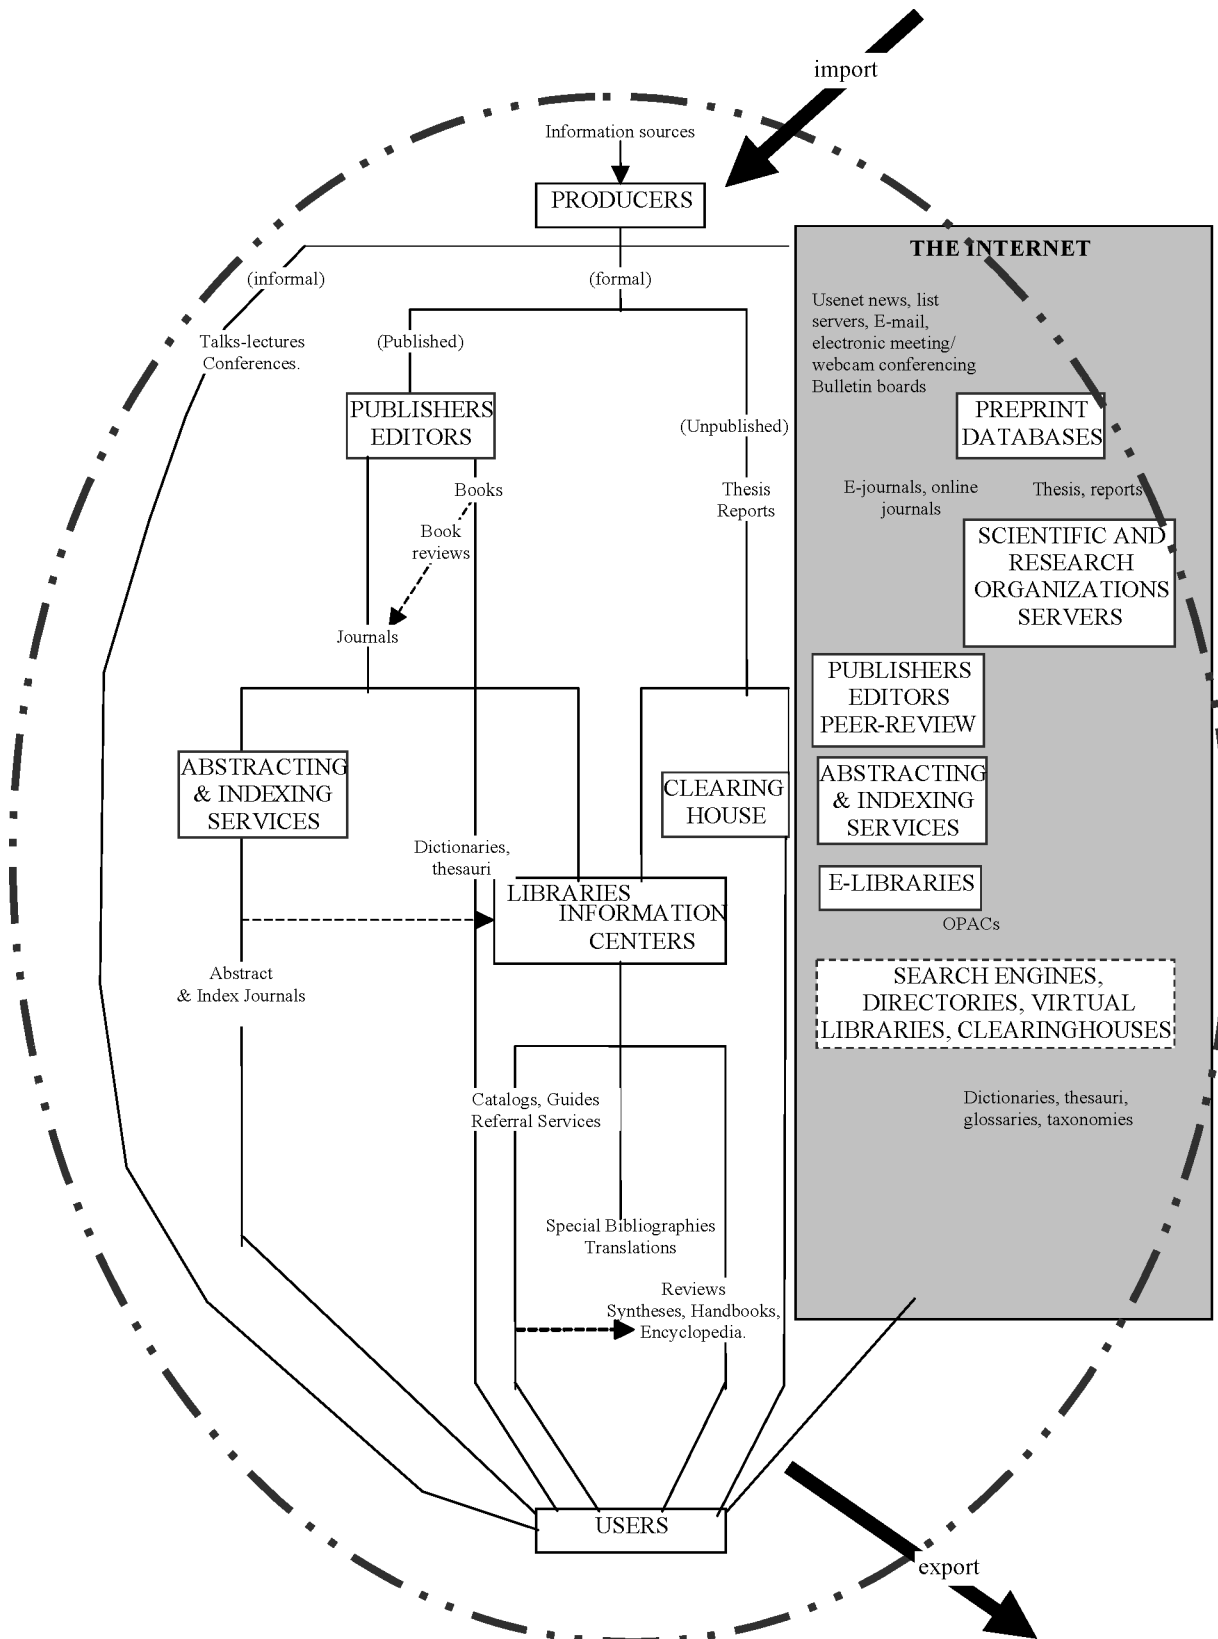 import
Information sources
PRODUCERS
THE INTERNET
(informal)
(formal)
Usenet news, list
servers, E-mail,
electronic meeting/
webcam conferencing
Bulletin boards
Talks-lectures
Conferences.
(Published)
PUBLISHERS
EDITORS
PREPRINT
DATABASES
(Unpublished)
Books
Thesis
Reports
E-journals, online
journals
Thesis, reports
Book
reviews
SCIENTIFIC AND
RESEARCH
ORGANIZATIONS
SERVERS
Journals
PUBLISHERS
EDITORS
PEER-REVIEW
ABSTRACTING
& INDEXING
SERVICES
CLEARING
HOUSE
ABSTRACTING
& INDEXING
SERVICES
Dictionaries,
thesauri
LIBRARIES
INFORMATION
CENTERS
E-LIBRARIES
OPACs
Abstract
& Index Journals
SEARCH ENGINES,
DIRECTORIES, VIRTUAL
LIBRARIES, CLEARINGHOUSES
Catalogs, Guides
Referral Services
Dictionaries, thesauri,
glossaries, taxonomies
Special Bibliographies
Translations
Reviews
Syntheses, Handbooks,
Encyclopedia.
USERS
export